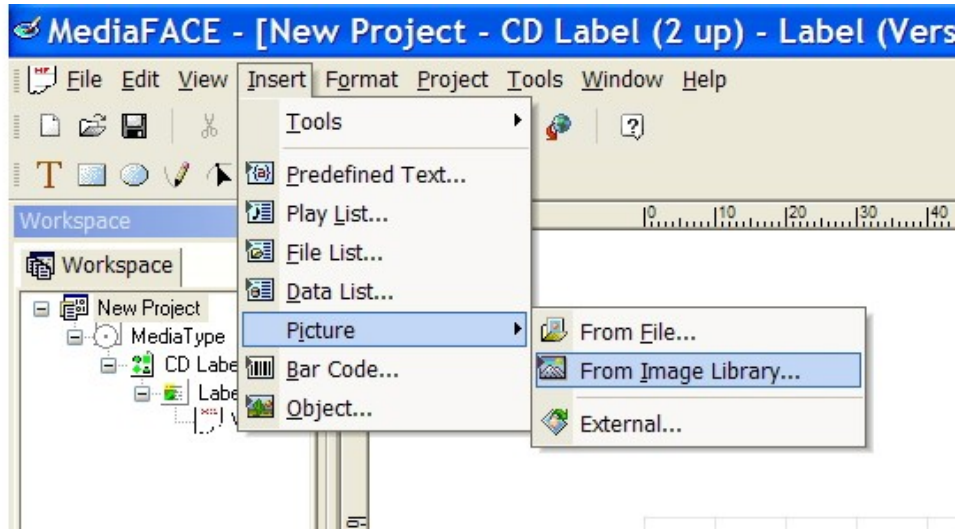 MediaFACE - [New Project - CD Label (2 up) - Label (Vers
File Edit View Insert Format Project Tools Window Help
Tools
T
Predefined Text...
Workspace
Play List...
0 10 20 30 40
Workspace
File List...
Data List...
New Project
Picture
From File...
MediaType
CD Labe
Bar Code...
From Image Library...
Labe
Object...
External...